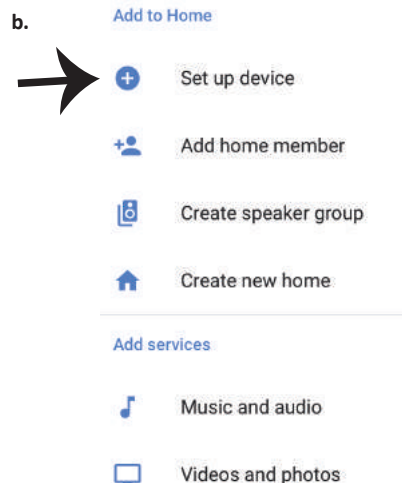 b.
Add to Home
Set up device
Add home member
Create speaker group
Create new home
Add services
Music and audio
Videos and photos